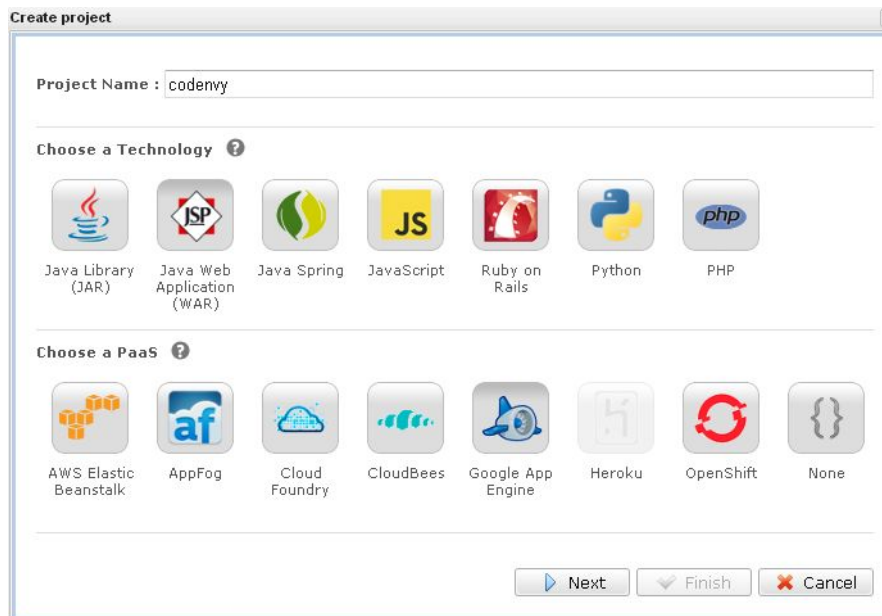 Create project
Project Name : codenvy
Choose a Technology ?
JSP
JS
php
Java Library
(JAR)
Java Web
Application
(WAR)
Java Spring
JavaScript
Ruby on
Rails
Python
PHP
Choose a PaaS ?
af
{}
AWS Elastic
Beanstalk
AppFog
Cloud
Foundry
CloudBees
Google App
Engine
Heroku
OpenShift
None
Next
Finish
Cancel